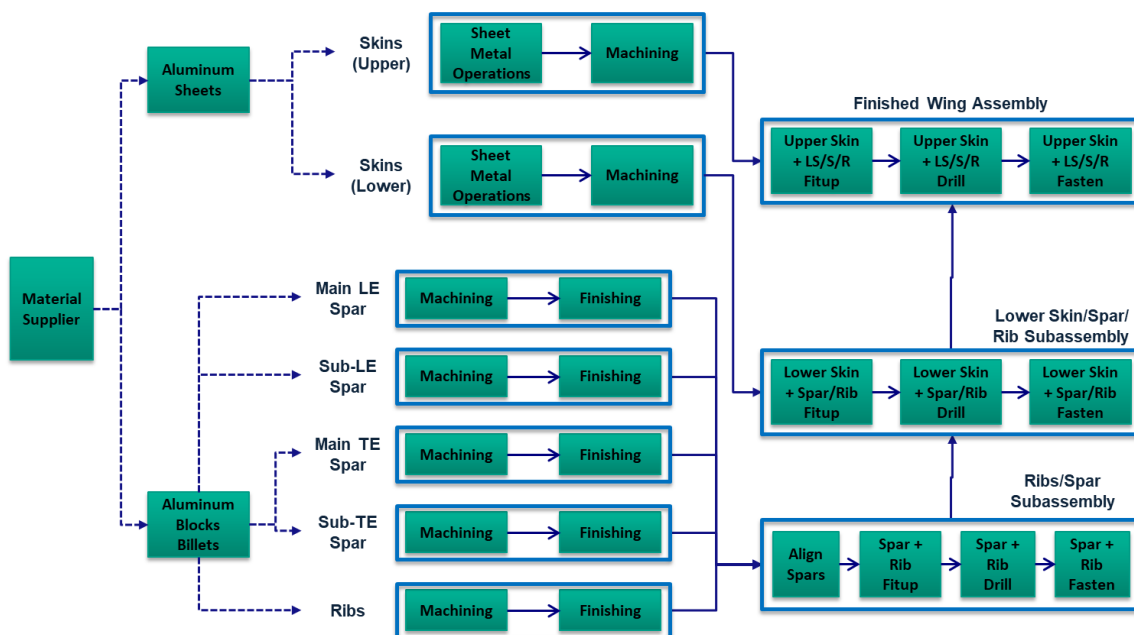 Material
Supplier
Aluminum
Sheets
Aluminum
Blocks
Billets
Skins
(Upper)
Sheet
Metal
Operations
Machining
Skins
(Lower)
Sheet
Metal
Operations
Machining
Main LE
Spar
Machining
Finishing
Sub-LE
Spar
Machining
Finishing
Main TE
Spar
Machining
Finishing
Sub-TE
Spar
Machining
Finishing
Ribs
Machining
Finishing
Finished Wing Assembly
Upper Skin
+ LS/S/R
Fitup
Upper Skin
+ LS/S/R
Drill
Upper Skin
+ LS/S/R
Fasten
Lower Skin/Spar/
Rib Subassembly
Lower Skin
+ Spar/Rib
Fitup
Lower Skin
+ Spar/Rib
Drill
Lower Skin
+ Spar/Rib
Fasten
Ribs/Spar
Subassembly
Align
Spars
Spar +
Rib
Fitup
Spar +
Rib
Drill
Spar +
Rib
Fasten